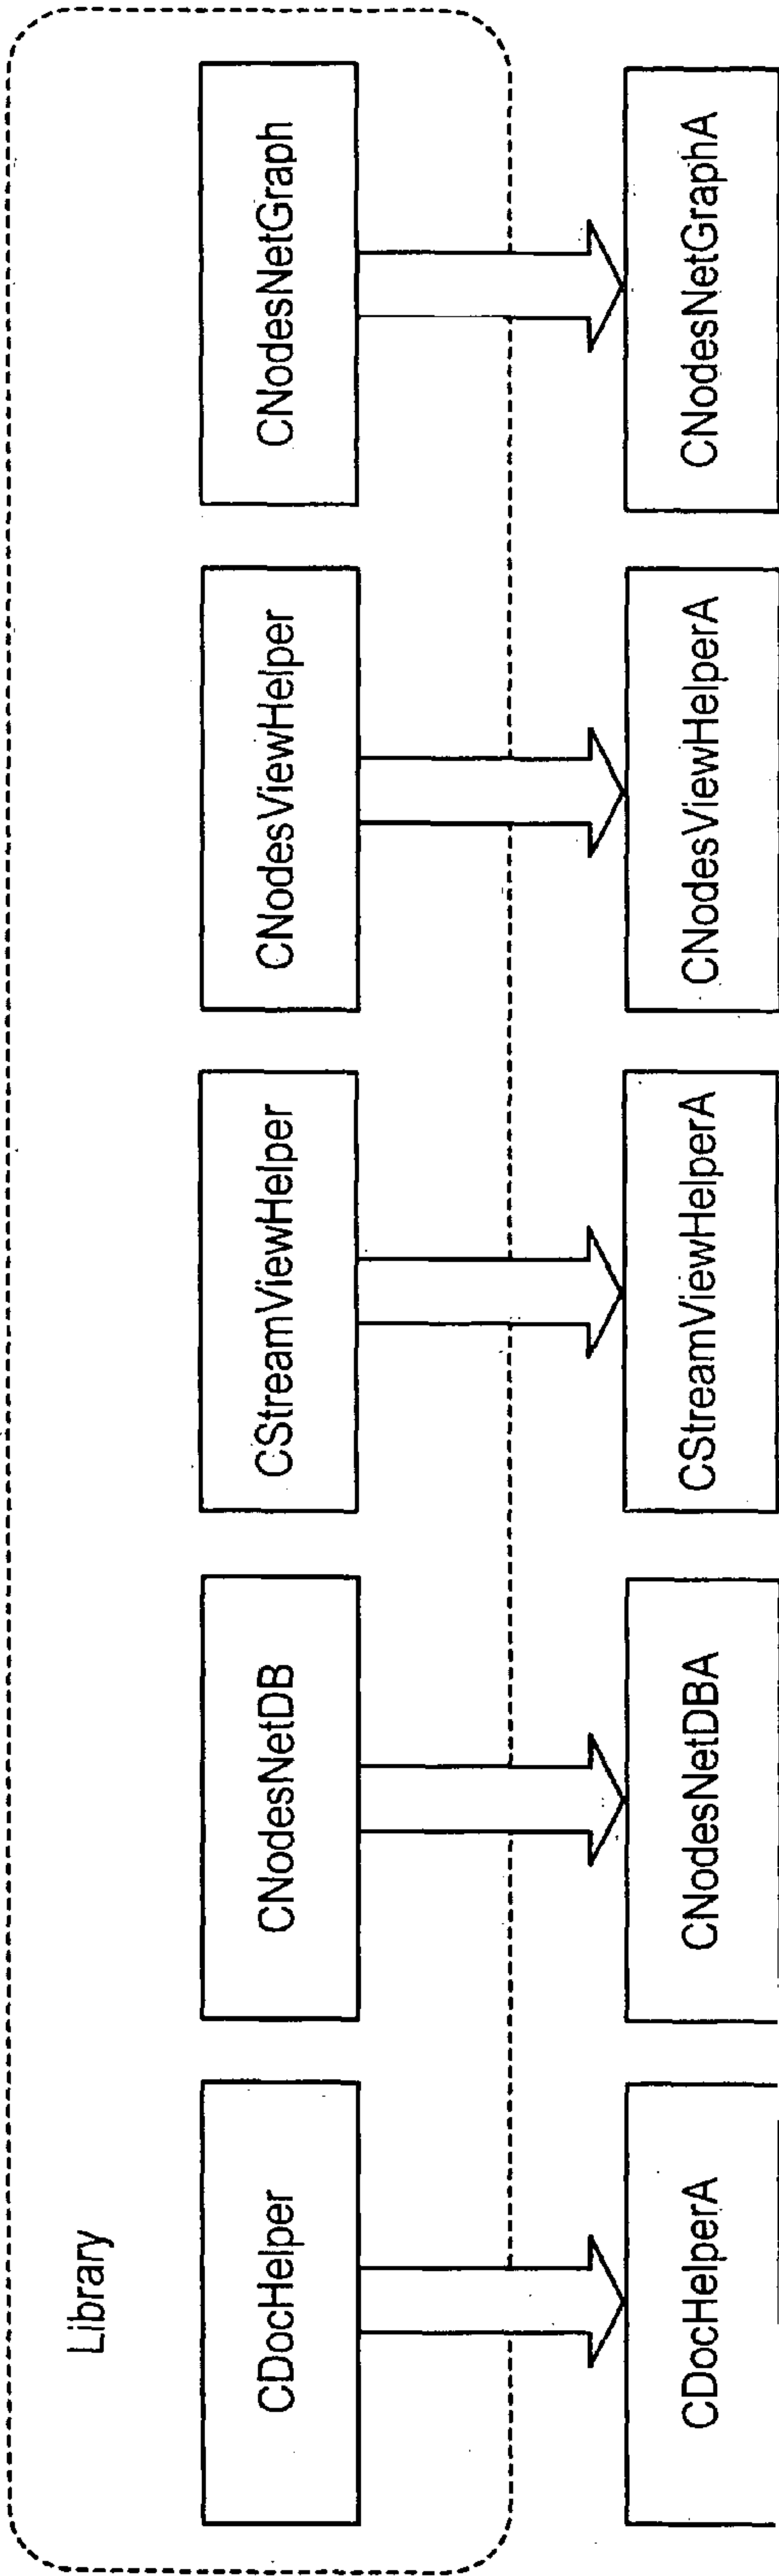 Library
CDocHelper
CNodesNetDB
CStreamViewHelper
CNodesViewHelper
CNodesNetGraph
CDocHelperA
CNodesNetDBA
CStreamViewHelperA
CNodesViewHelperA
CNodesNetGraphA